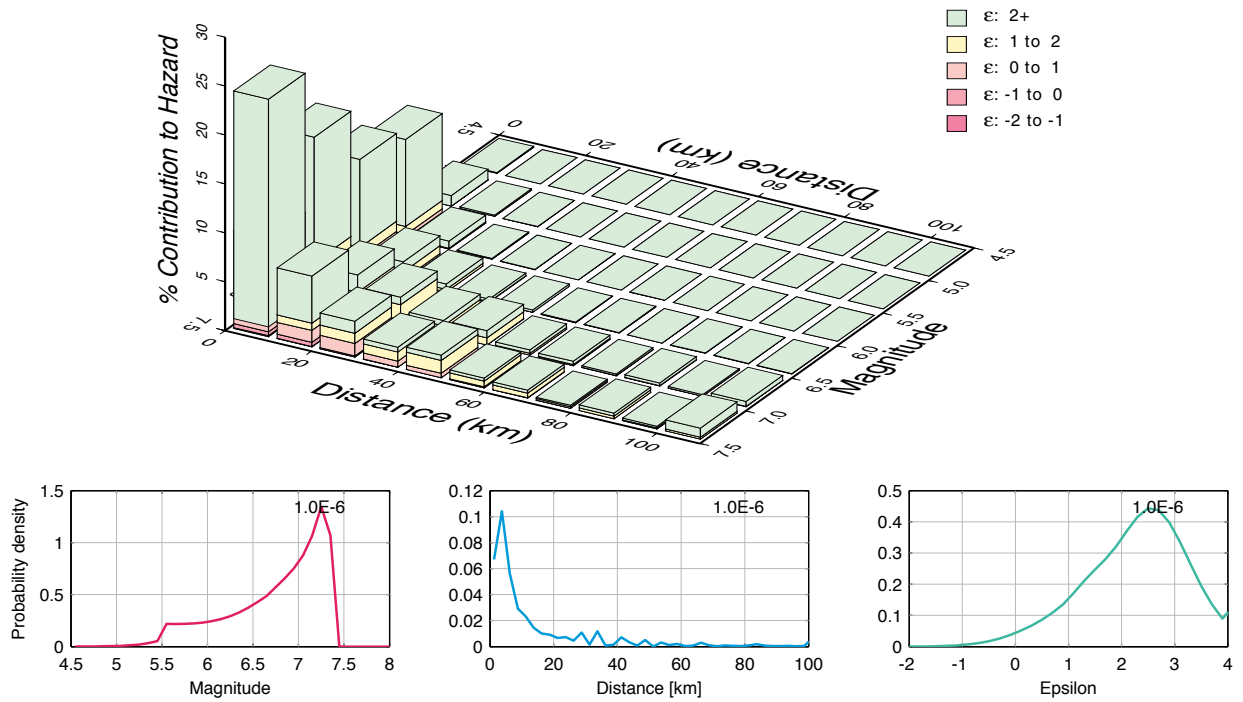 30
25
20
15
10
5
% Contribution to Hazard
ε: 2+
ε: 1 to 2
ε: 0 to 1
ε: -1 to 0
ε: -2 to -1
4.5
0
20
40
60
80
100
Distance (km)
4.5
5.0
5.5
6.0
6.5
7.0
7.5
Magnitude
7.5
0
20
40
60
80
100
Distance (km)
Probability density
1.5
1
0.5
0
1.0E-6
4.5 5 5.5 6 6.5 7 7.5 8
Magnitude
0.12
0.1
0.08
0.06
0.04
0.02
0
1.0E-6
0 20 40 60 80 100
Distance [km]
0.5
0.4
0.3
0.2
0.1
0
1.0E-6
-2 -1 0 1 2 3 4
Epsilon